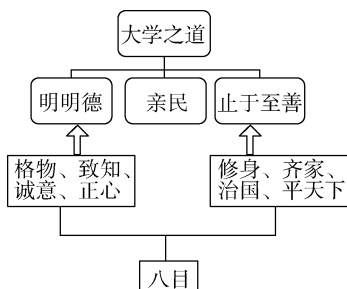 大学之道
明明德
亲民
止于至善
格物、致知、
诚意、正心
修身、齐家、
治国、平天下
八目